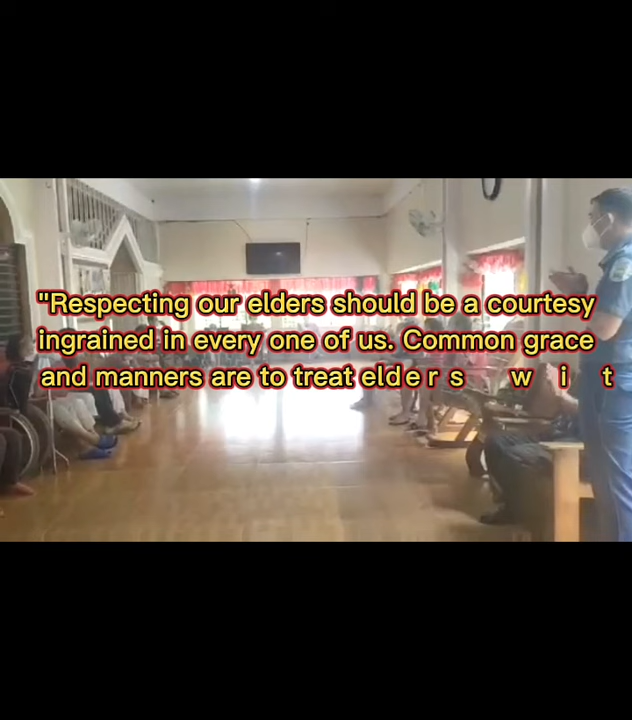 "Respecting our elders should be a courtesy
ingrained in every one of us. Common grace
and manners are to treat elders wit